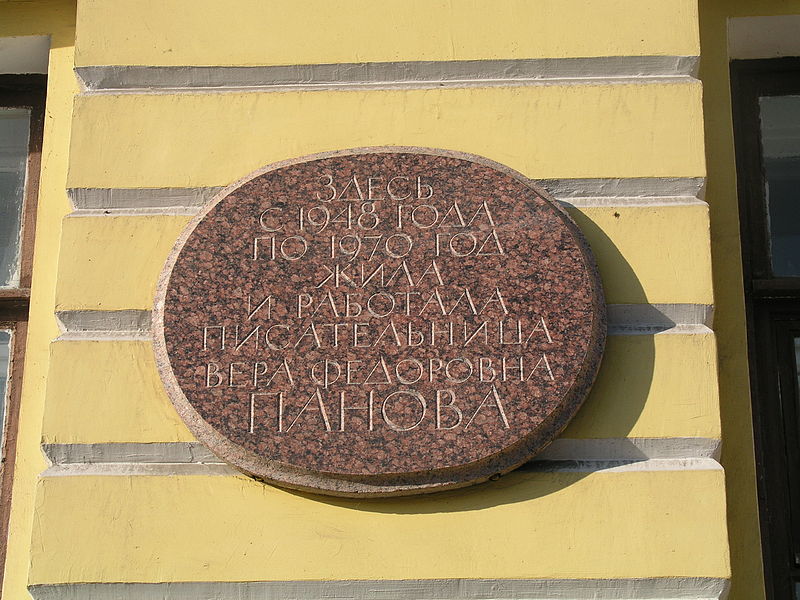 ЗДЕСЬ
С 1948 ГОДА
ПО 1970 ГОД
ЖИЛА
И РАБОТАЛА
ПИСАТЕЛЬНИЦА
ВЕРА ФЕДОРОВНА
ПАНОВА